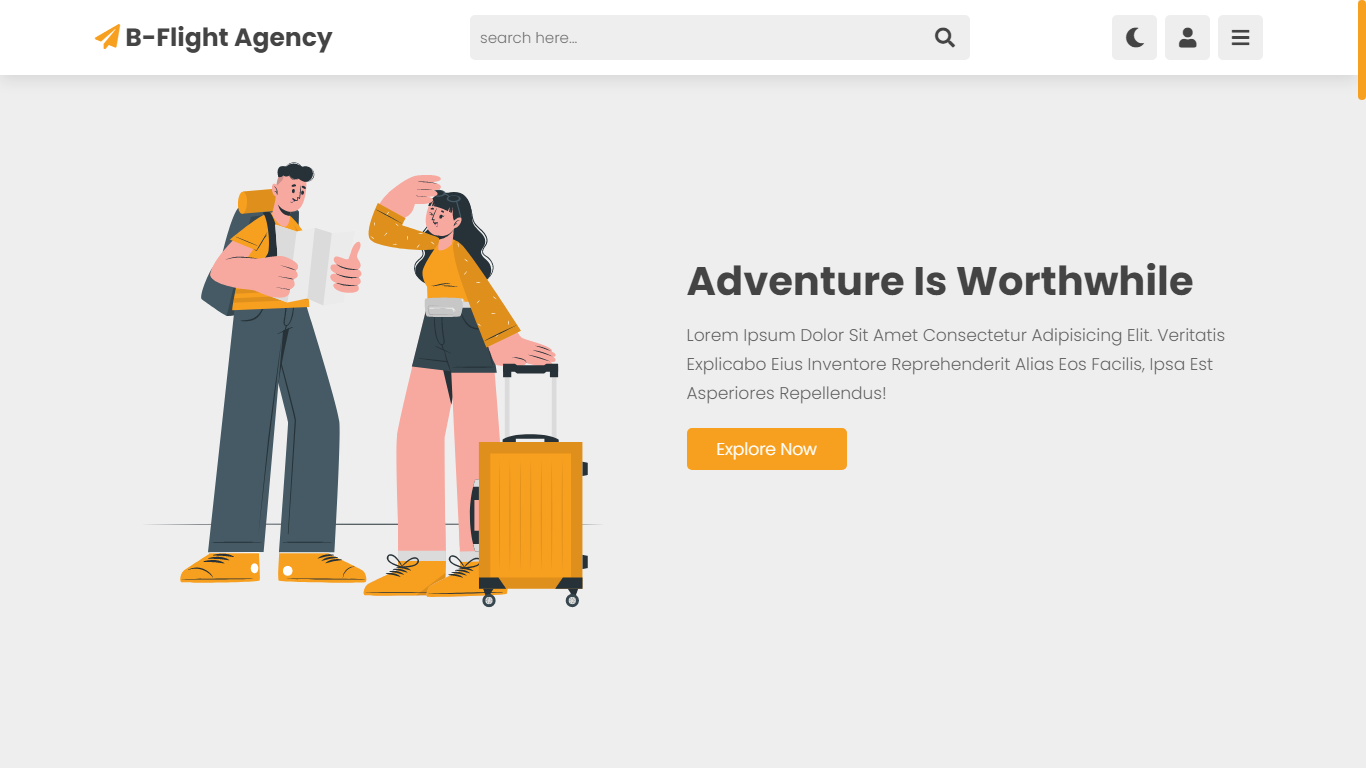 B-Flight Agency
search here...
Adventure Is Worthwhile
Lorem Ipsum Dolor Sit Amet Consectetur Adipisicing Elit. Veritatis
Explicabo Eius Inventore Reprehenderit Alias Eos Facilis, Ipsa Est
Asperiores Repellendus!
Explore Now